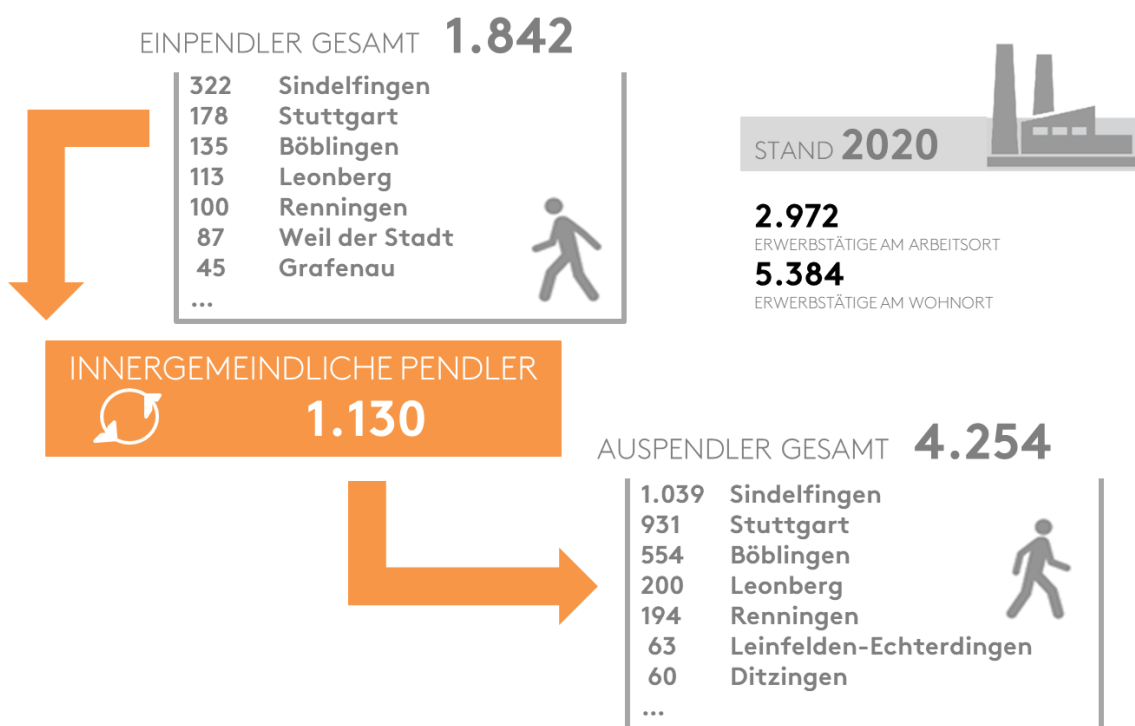 EINPENDLER GESAMT 1.842
322 Sindelfingen
178 Stuttgart
135 Böblingen
113 Leonberg
100 Renningen
87 Weil der Stadt
45 Grafenau
...
STAND 2020
2.972
ERWERBSTÄTIGE AM ARBEITSORT
5.384
ERWERBSTÄTIGE AM WOHNORT
INNERGEMEINDLICHE PENDLER
1.130
AUSPENDLER GESAMT 4.254
1.039 Sindelfingen
931 Stuttgart
554 Böblingen
200 Leonberg
194 Renningen
63 Leinfelden-Echterdingen
60 Ditzingen
...